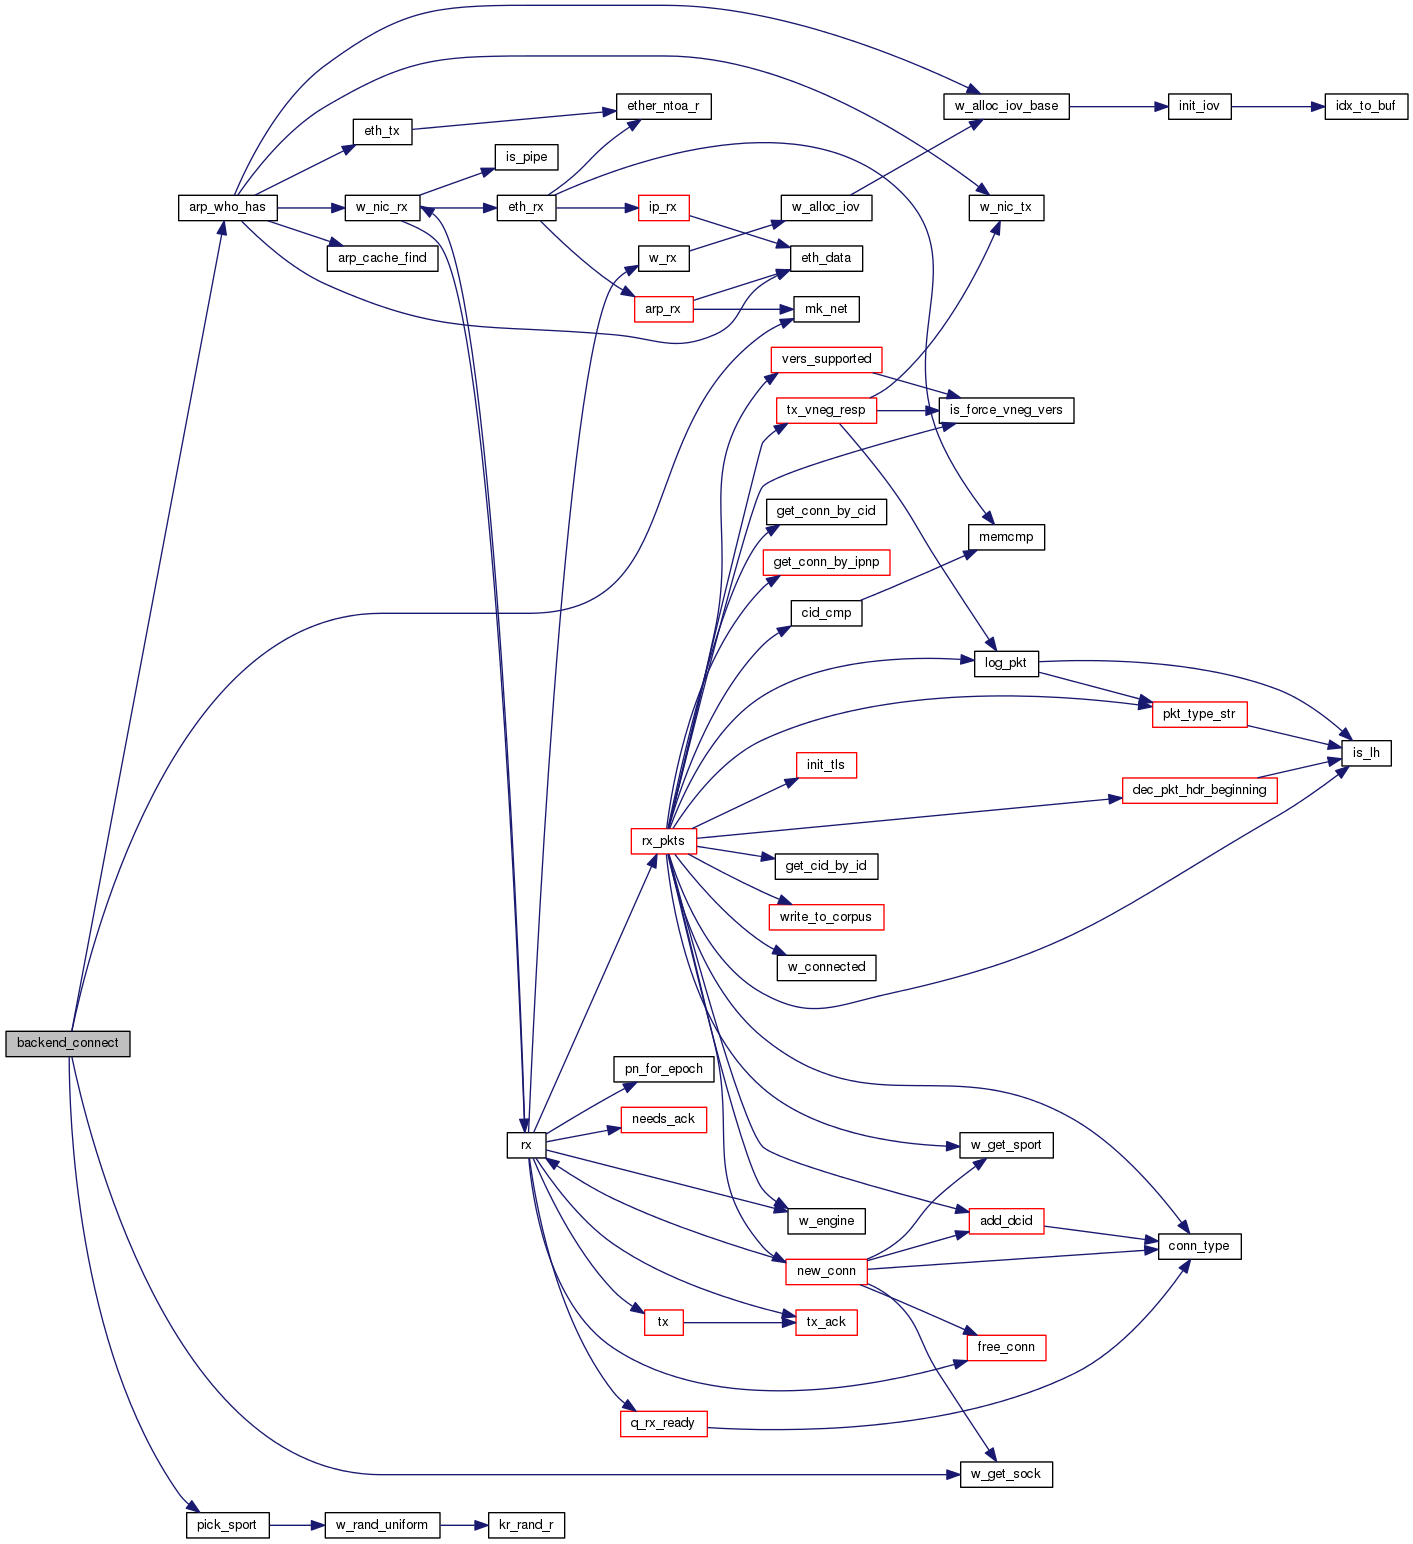 ether_ntoa_r
w_alloc_iov_base
init_iov
idx_to_buf
eth_tx
is_pipe
arp_who_has
w_nic_rx
eth_rx
ip_rx
w_alloc_iov
w_nic_tx
arp_cache_find
w_rx
eth_data
arp_rx
mk_net
vers_supported
tx_vneg_resp
is_force_vneg_vers
get_conn_by_cid
memcmp
get_conn_by_ipnp
cid_cmp
log_pkt
pkt_type_str
is_lh
init_tls
dec_pkt_hdr_beginning
rx_pkts
get_cid_by_id
write_to_corpus
w_connected
backend_connect
pn_for_epoch
needs_ack
rx
w_get_sport
w_engine
add_dcid
conn_type
new_conn
tx
tx_ack
free_conn
q_rx_ready
w_get_sock
pick_sport
w_rand_uniform
kr_rand_r